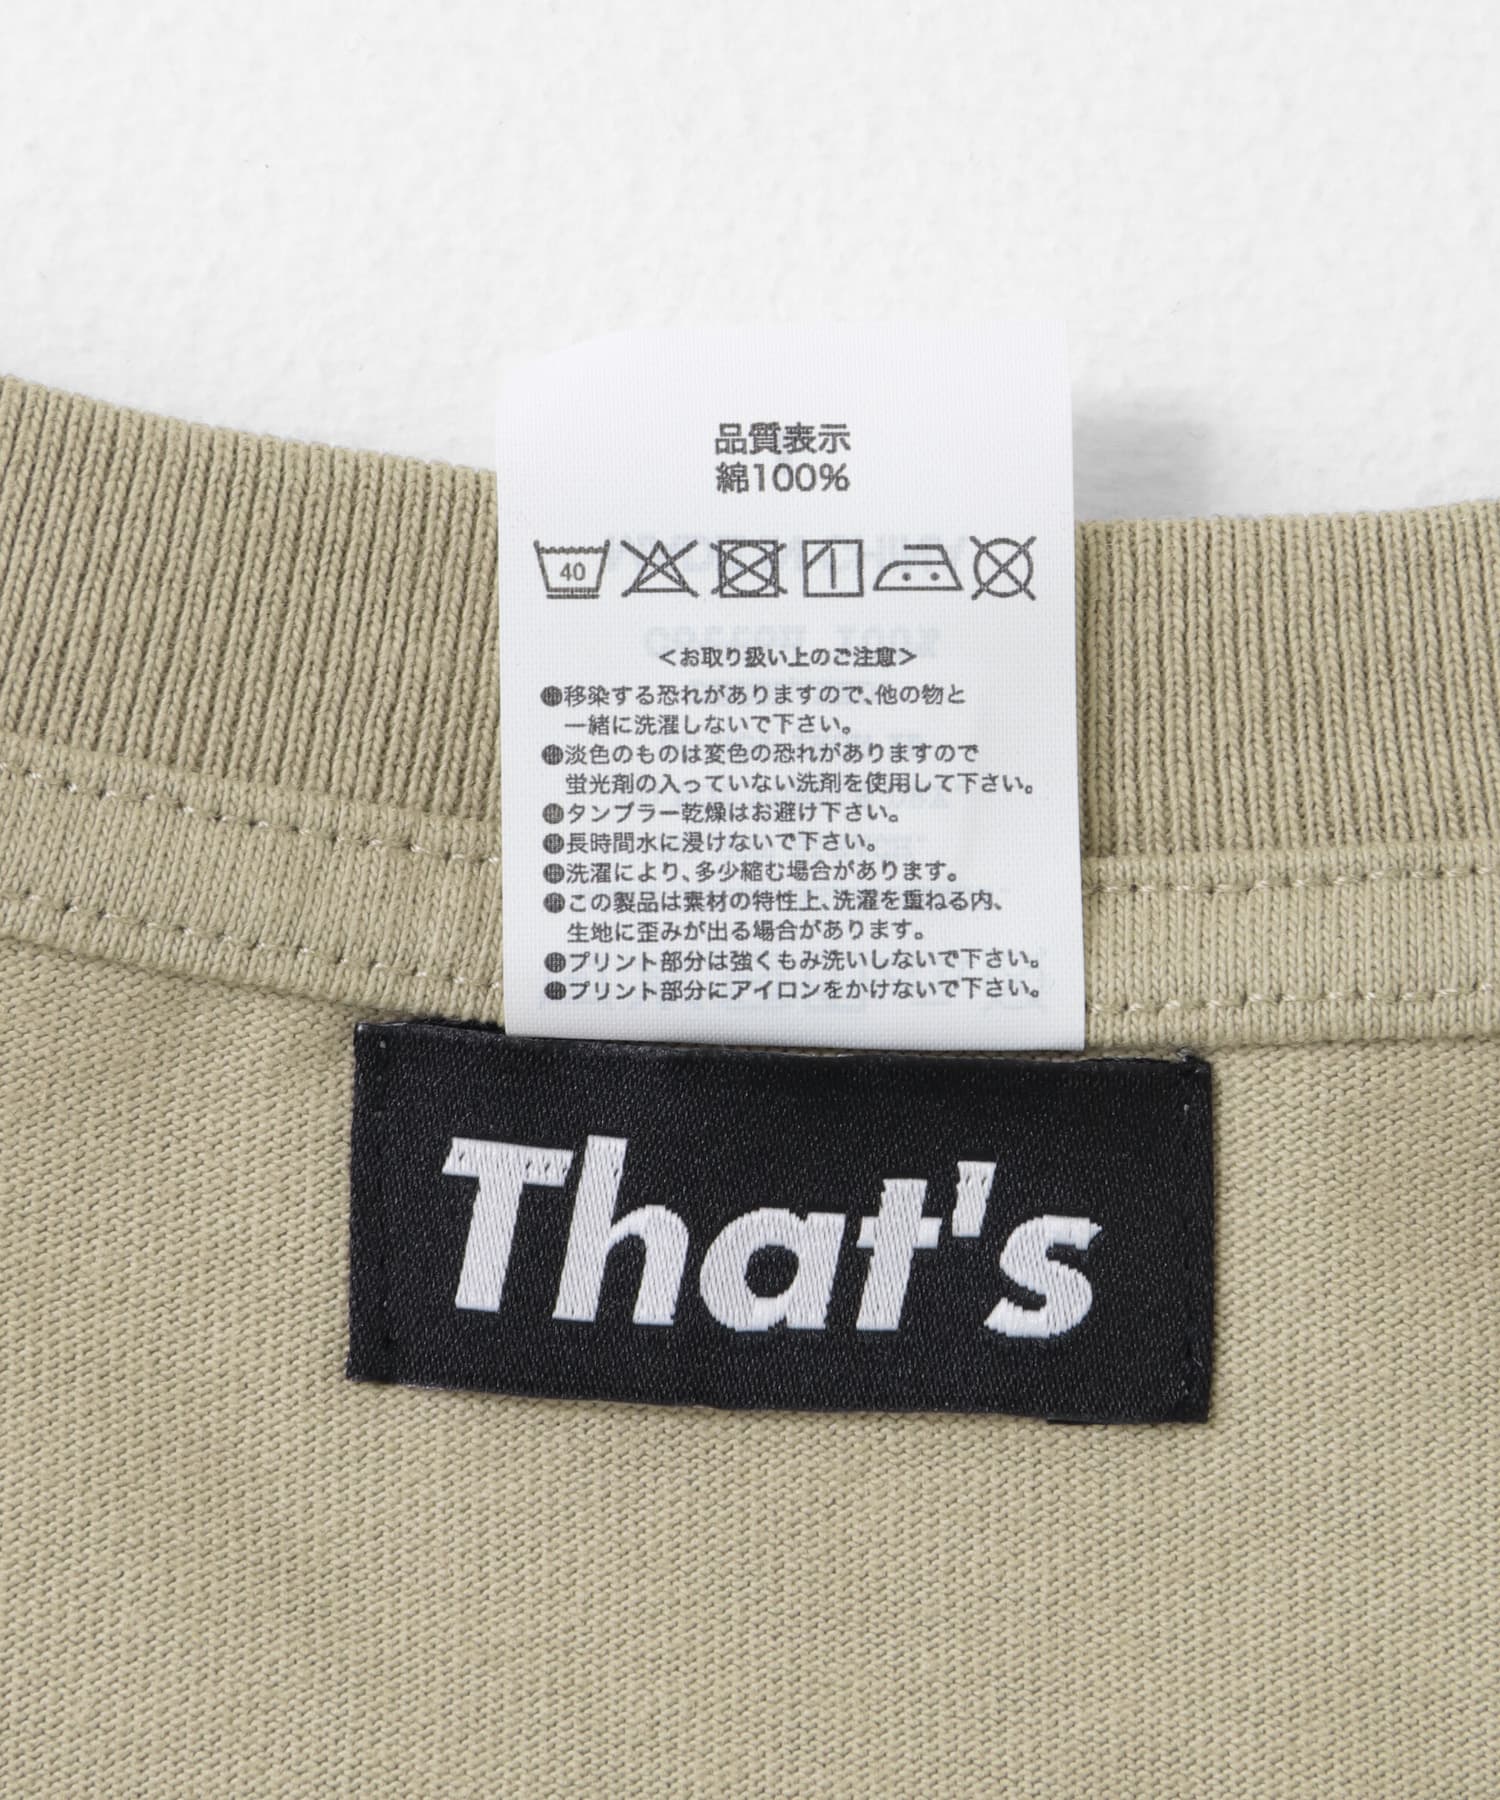 品質表示
綿100%
40
＜お取り扱い上のご注意＞
●移染する恐れがありますので、他の物と
一緒に洗濯しないで下さい。
●淡色のものは変色の恐れがありますので
蛍光剤の入っていない洗剤を使用して下さい。
●タンブラー乾燥はお避け下さい。
●長時間水に浸けないで下さい。
●洗濯により、多少縮む場合があります。
●この製品は素材の特性上、洗濯を重ねる内、
生地に歪みが出る場合があります。
●プリント部分は強くもみ洗いしないで下さい。
●プリント部分にアイロンをかけないで下さい。
That's